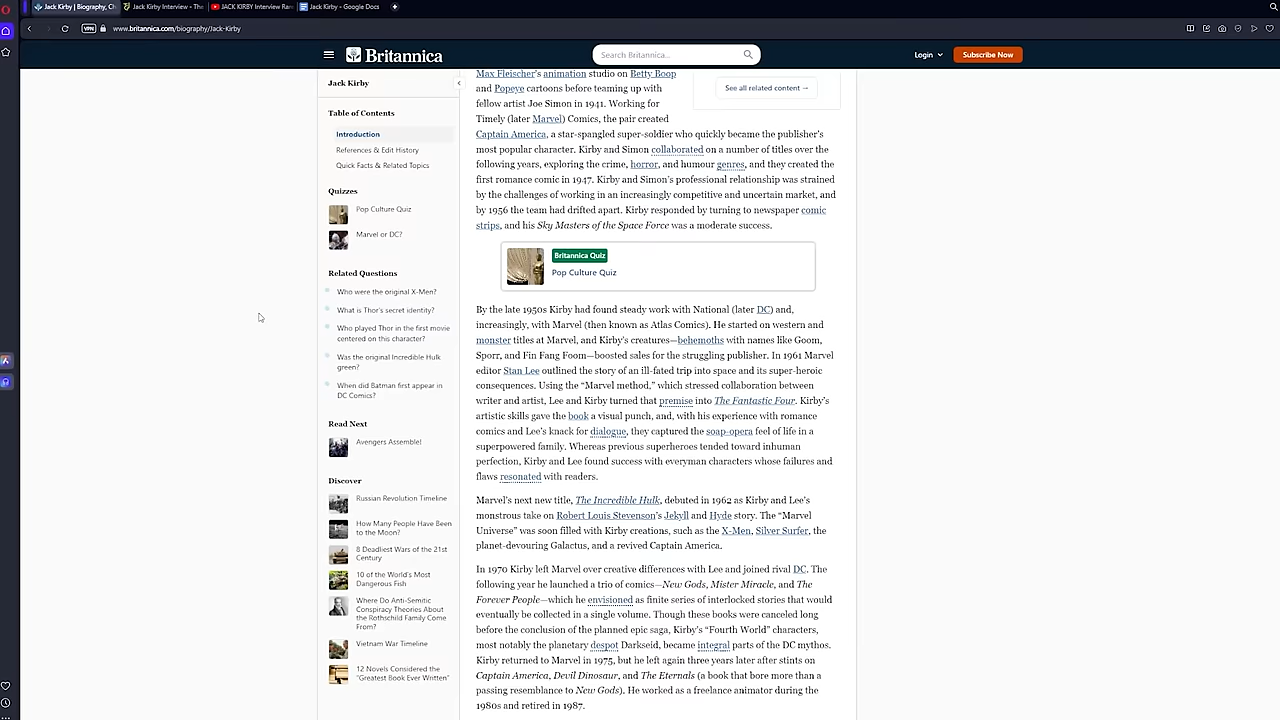 Jack Kirby | Biography, Ch
Jack Kirby Interview - The
JACK KIRBY Interview Rare
Jack Kirby - Google Docs
VPN
www.britannica.com/biography/Jack-Kirby
Britannica
Search Britannica...
Login
Subscribe Now
Jack Kirby
Table of Contents
Introduction
References & Edit History
Quick Facts & Related Topics
Quizzes
Pop Culture Quiz
Marvel or DC?
Related Questions
Who were the original X-Men?
What is Thor's secret identity?
Who played Thor in the first movie
centered on this character?
Was the original Incredible Hulk
green?
When did Batman first appear in
DC Comics?
Read Next
Avengers Assemble!
Discover
Russian Revolution Timeline
How Many People Have Been
to the Moon?
8 Deadliest Wars of the 21st
Century
10 of the World's Most
Dangerous Fish
Where Do Anti-Semitic
Conspiracy Theories About
the Rothschild Family Come
From?
Vietnam War Timeline
12 Novels Considered the
"Greatest Book Ever Written"
Max Fleischer's animation studio on Betty Boop
and Popeye cartoons before teaming up with
fellow artist Joe Simon in 1941. Working for
Timely (later Marvel) Comics, the pair created
Captain America, a star-spangled super-soldier who quickly became the publisher's
most popular character. Kirby and Simon collaborated on a number of titles over the
following years, exploring the crime, horror, and humour genres, and they created the
first romance comic in 1947. Kirby and Simon's professional relationship was strained
by the challenges of working in an increasingly competitive and uncertain market, and
by 1956 the team had drifted apart. Kirby responded by turning to newspaper comic
strips, and his Sky Masters of the Space Force was a moderate success.
See all related content →
Britannica Quiz
Pop Culture Quiz
By the late 1950s Kirby had found steady work with National (later DC) and,
increasingly, with Marvel (then known as Atlas Comics). He started on western and
monster titles at Marvel, and Kirby's creatures—behemoths with names like Goom,
Sporr, and Fin Fang Foom—boosted sales for the struggling publisher. In 1961 Marvel
editor Stan Lee outlined the story of an ill-fated trip into space and its super-heroic
consequences. Using the "Marvel method," which stressed collaboration between
writer and artist, Lee and Kirby turned that premise into The Fantastic Four. Kirby's
artistic skills gave the book a visual punch, and, with his experience with romance
comics and Lee's knack for dialogue, they captured the soap-opera feel of life in a
superpowered family. Whereas previous superheroes tended toward inhuman
perfection, Kirby and Lee found success with everyman characters whose failures and
flaws resonated with readers.
Marvel's next new title, The Incredible Hulk, debuted in 1962 as Kirby and Lee's
monstrous take on Robert Louis Stevenson's Jekyll and Hyde story. The "Marvel
Universe" was soon filled with Kirby creations, such as the X-Men, Silver Surfer, the
planet-devouring Galactus, and a revived Captain America.
In 1970 Kirby left Marvel over creative differences with Lee and joined rival DC. The
following year he launched a trio of comics—New Gods, Mister Miracle, and The
Forever People—which he envisioned as finite series of interlocked stories that would
eventually be collected in a single volume. Though these books were canceled long
before the conclusion of the planned epic saga, Kirby's "Fourth World" characters,
most notably the planetary despot Darkseid, became integral parts of the DC mythos.
Kirby returned to Marvel in 1975, but he left again three years later after stints on
Captain America, Devil Dinosaur, and The Eternals (a book that bore more than a
passing resemblance to New Gods). He worked as a freelance animator during the
1980s and retired in 1987.